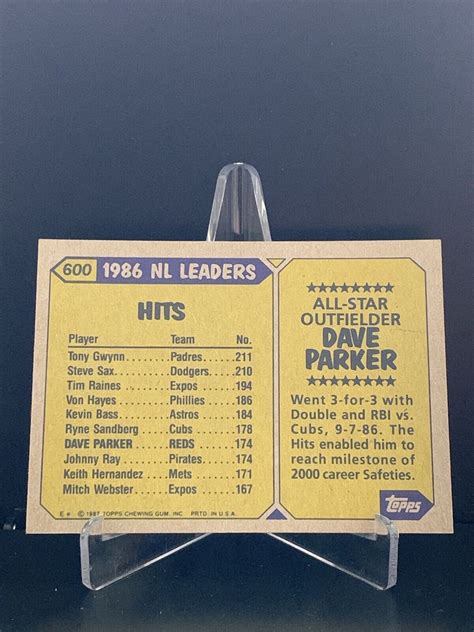 600 1986 NL LEADERS
HITS
Player Team No.
Tony Gwynn.......Padres....211
Steve Sax........Dodgers....210
Tim Raines.......Expos....194
Von Hayes......Phillies....186
Kevin Bass.......Astros....184
Ryne Sandberg.....Cubs.....178
DAVE PARKER.....REDS....174
Johnny Ray......Pirates....174
Keith Hernandez....Mets.....171
Mitch Webster.....Expos....167
ALL-STAR
OUTFIELDER
DAVE
PARKER
Went 3-for-3 with
Double and RBI vs.
Cubs, 9-7-86. The
Hits enabled him to
reach milestone of
2000 career Safeties.
Topps
E * © 1987 TOPPS CHEWING GUM, INC. PRTD. IN U.S.A.